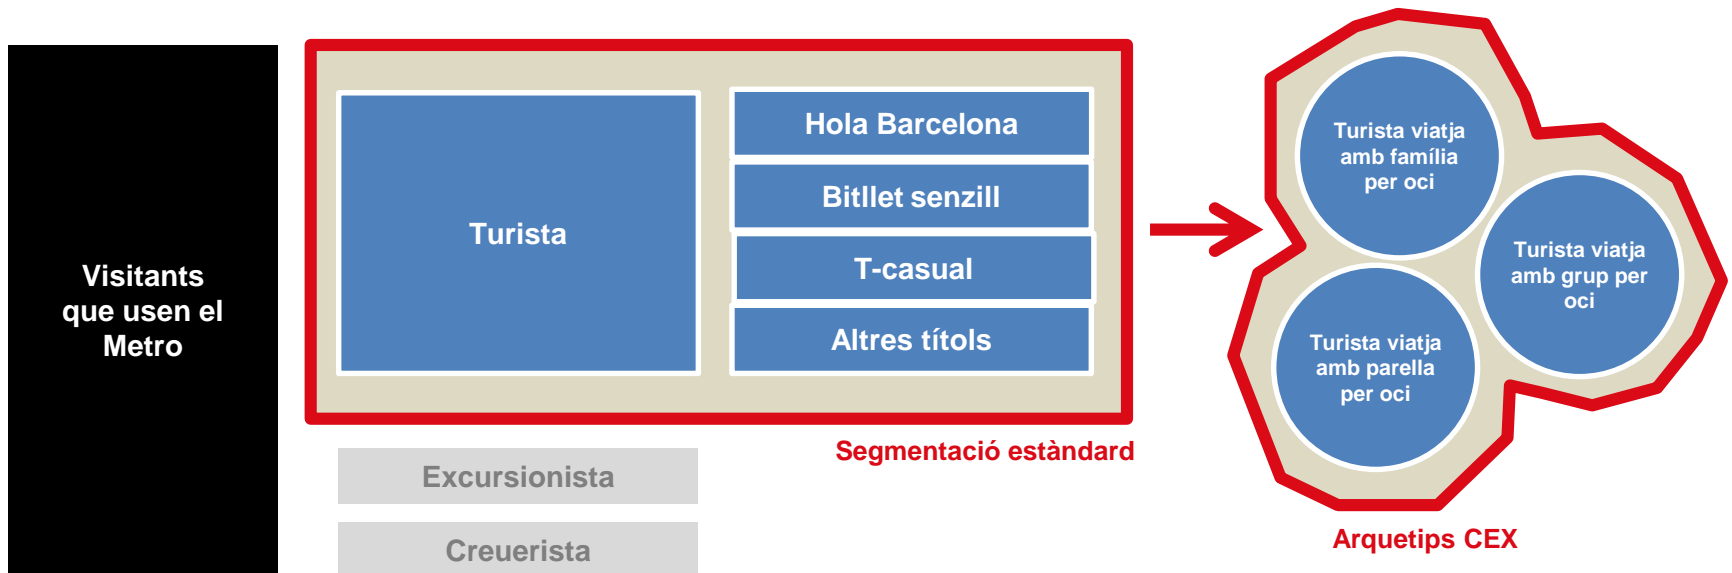 Visitants
que usen el
Metro
Turista
Hola Barcelona
Bitllet senzill
T-casual
Altres títols
Segmentació estàndard
Excursionista
Creuerista
Turista viatja
amb família
per oci
Turista viatja
amb grup per
oci
Turista viatja
amb parella
per oci
Arquetips CEX